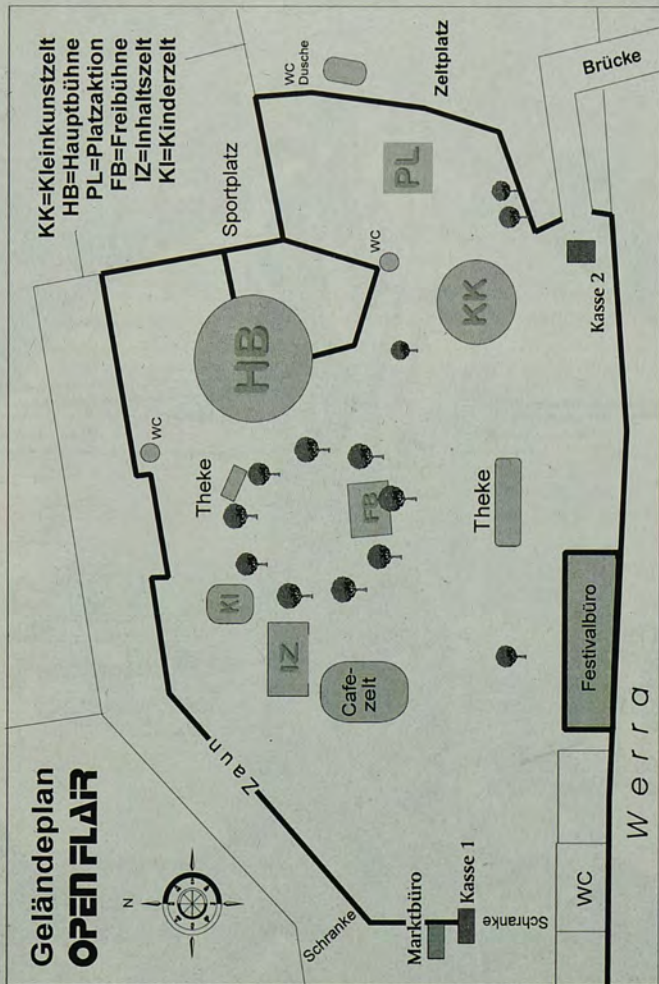 Geländeplan
OPEN FLAIR
N
KK=Kleinkunstzelt
HB=Hauptbühne
PL=Platzaktion
FB=Freibühne
IZ=Inhaltszelt
KI=Kinderzelt
Sportplatz
WC
Dusche
Zeltplatz
Brücke
PL
WC
HB
KK
Kasse 2
WC
Theke
FB
Theke
KI
IZ
Cafe-
zelt
Festivalbüro
Zaun
Schranke
Marktbüro
Kasse 1
Schranke
WC
Werra